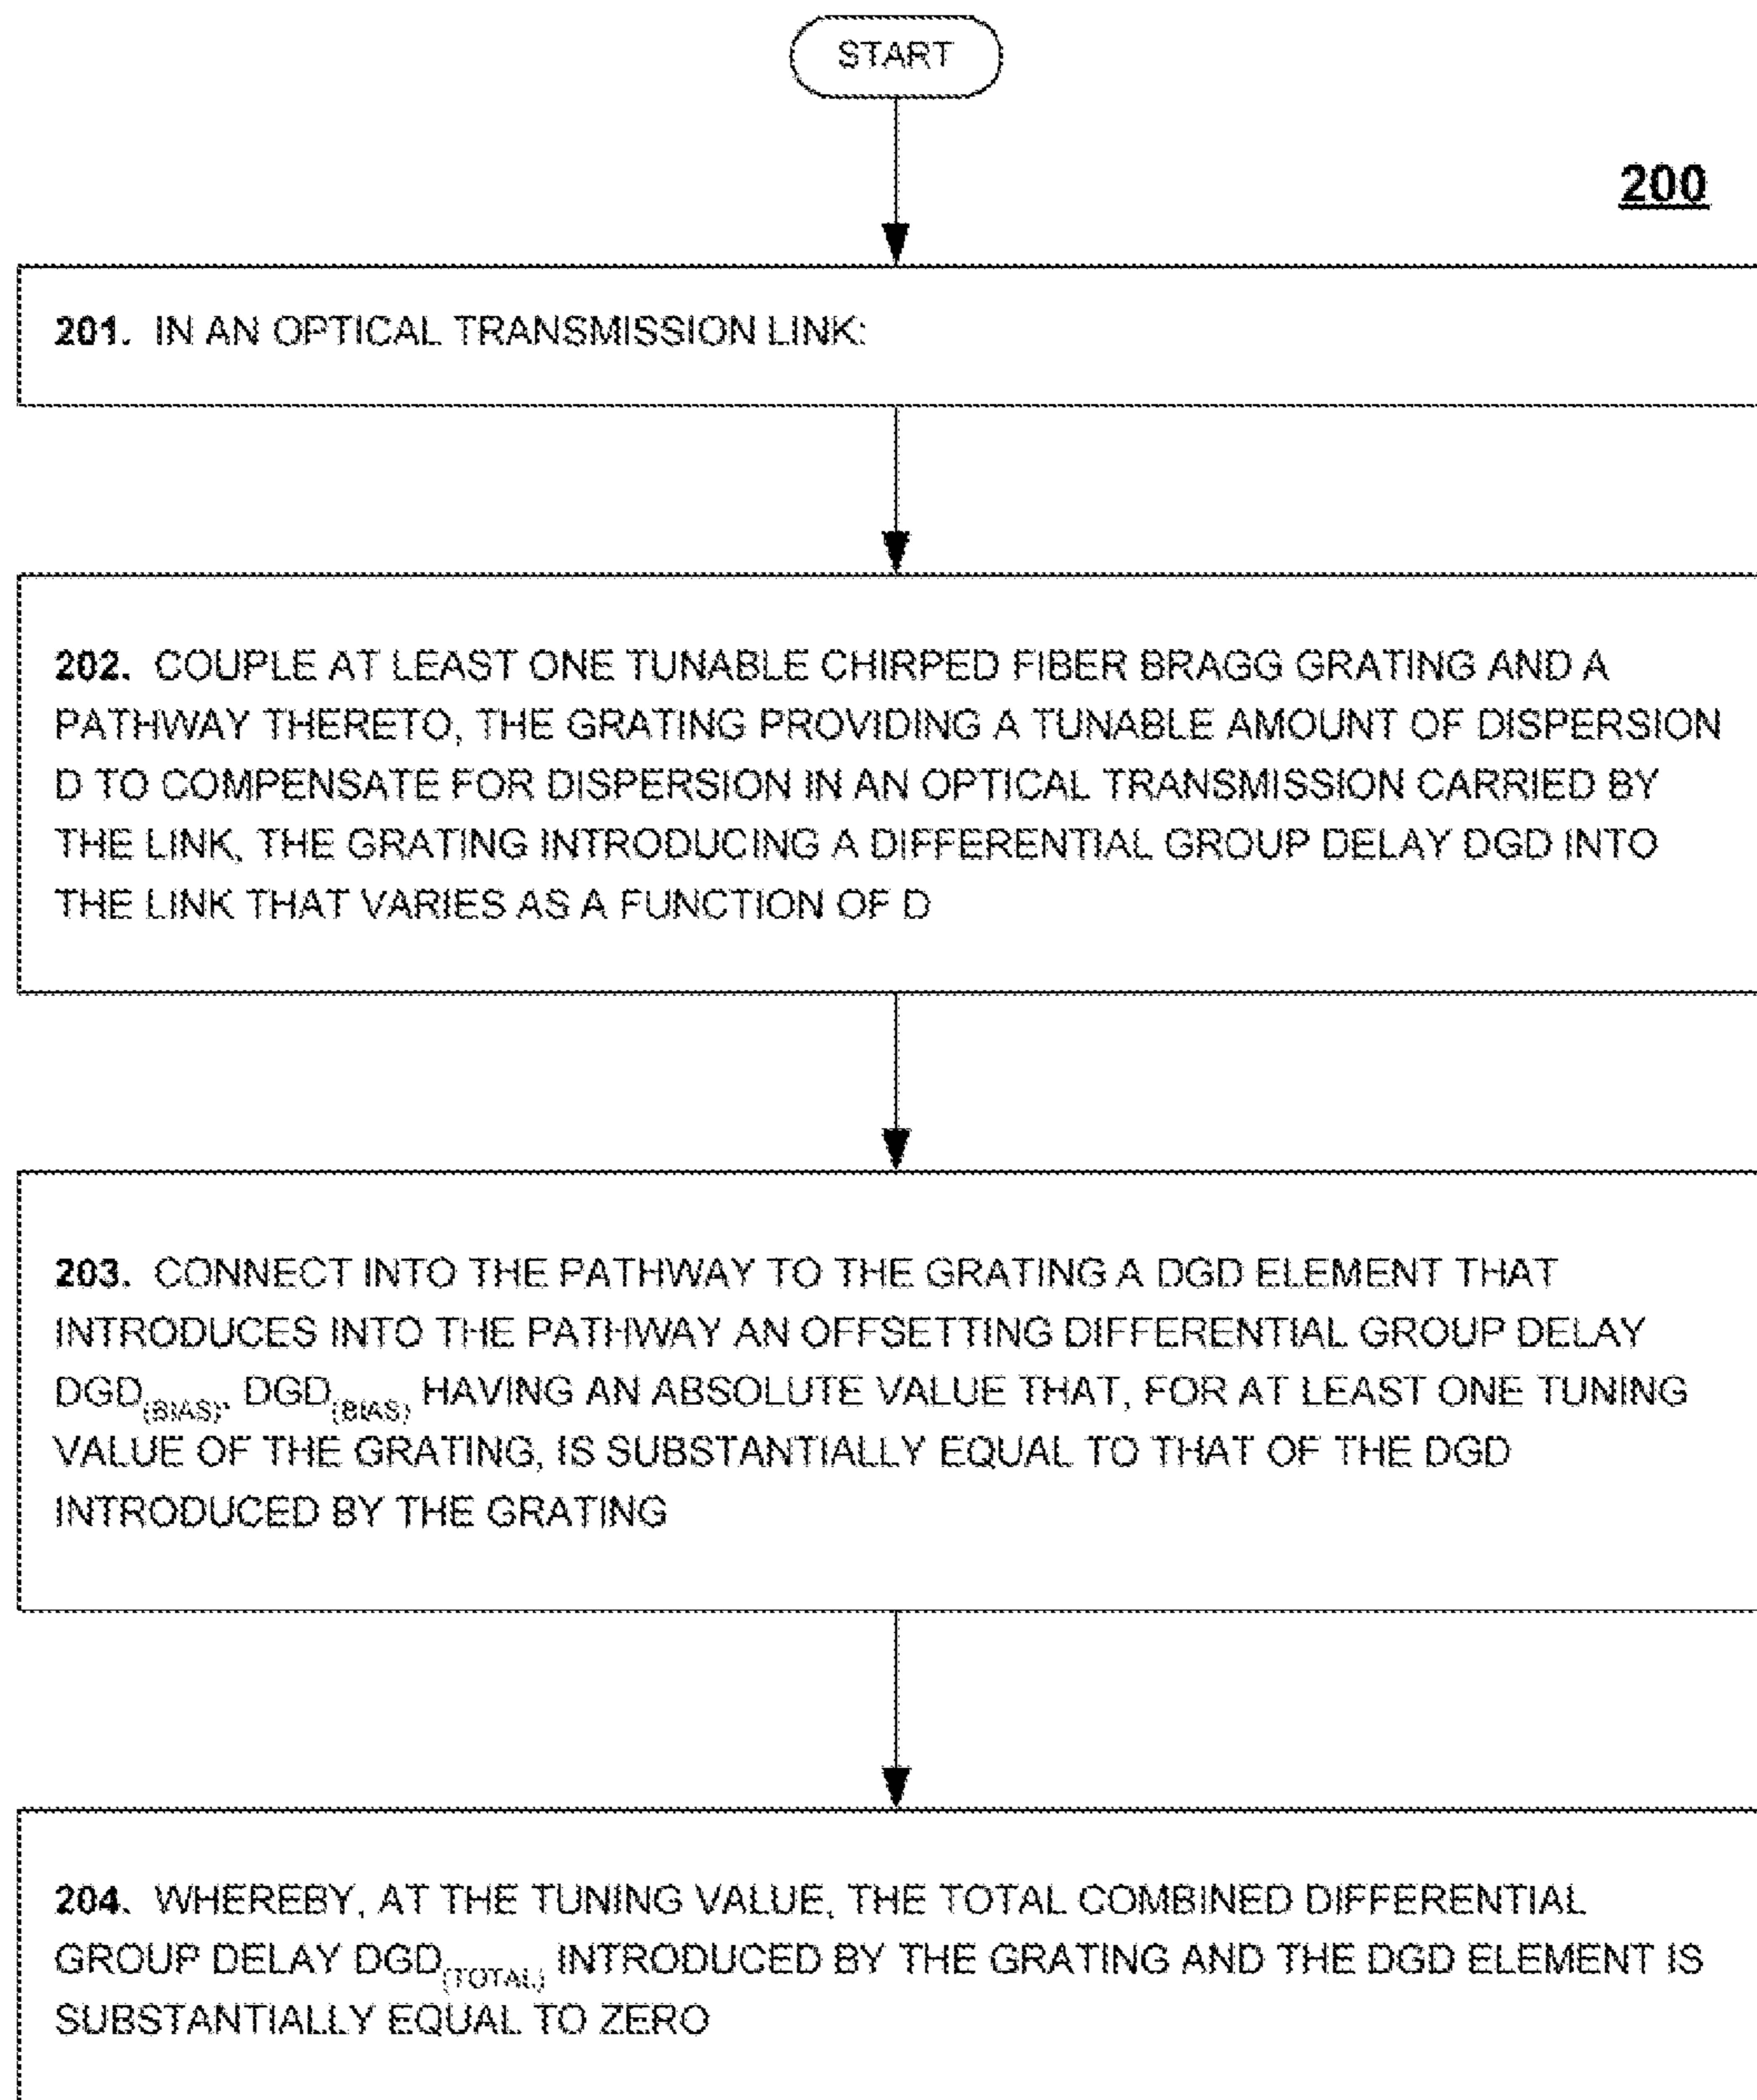 START
200
201. IN AN OPTICAL TRANSMISSION LINK:
202. COUPLE AT LEAST ONE TUNABLE CHIRPED FIBER BRAGG GRATING AND A
PATHWAY THERETO, THE GRATING PROVIDING A TUNABLE AMOUNT OF DISPERSION
D TO COMPENSATE FOR DISPERSION IN AN OPTICAL TRANSMISSION CARRIED BY
THE LINK, THE GRATING INTRODUCING A DIFFERENTIAL GROUP DELAY DGD INTO
THE LINK THAT VARIES AS A FUNCTION OF D
203. CONNECT INTO THE PATHWAY TO THE GRATING A DGD ELEMENT THAT
INTRODUCES INTO THE PATHWAY AN OFFSETTING DIFFERENTIAL GROUP DELAY
DGD(BIAS), DGD(BIAS) HAVING AN ABSOLUTE VALUE THAT, FOR AT LEAST ONE TUNING
VALUE OF THE GRATING, IS SUBSTANTIALLY EQUAL TO THAT OF THE DGD
INTRODUCED BY THE GRATING
204. WHEREBY, AT THE TUNING VALUE, THE TOTAL COMBINED DIFFERENTIAL
GROUP DELAY DGD(TOTAL) INTRODUCED BY THE GRATING AND THE DGD ELEMENT IS
SUBSTANTIALLY EQUAL TO ZERO